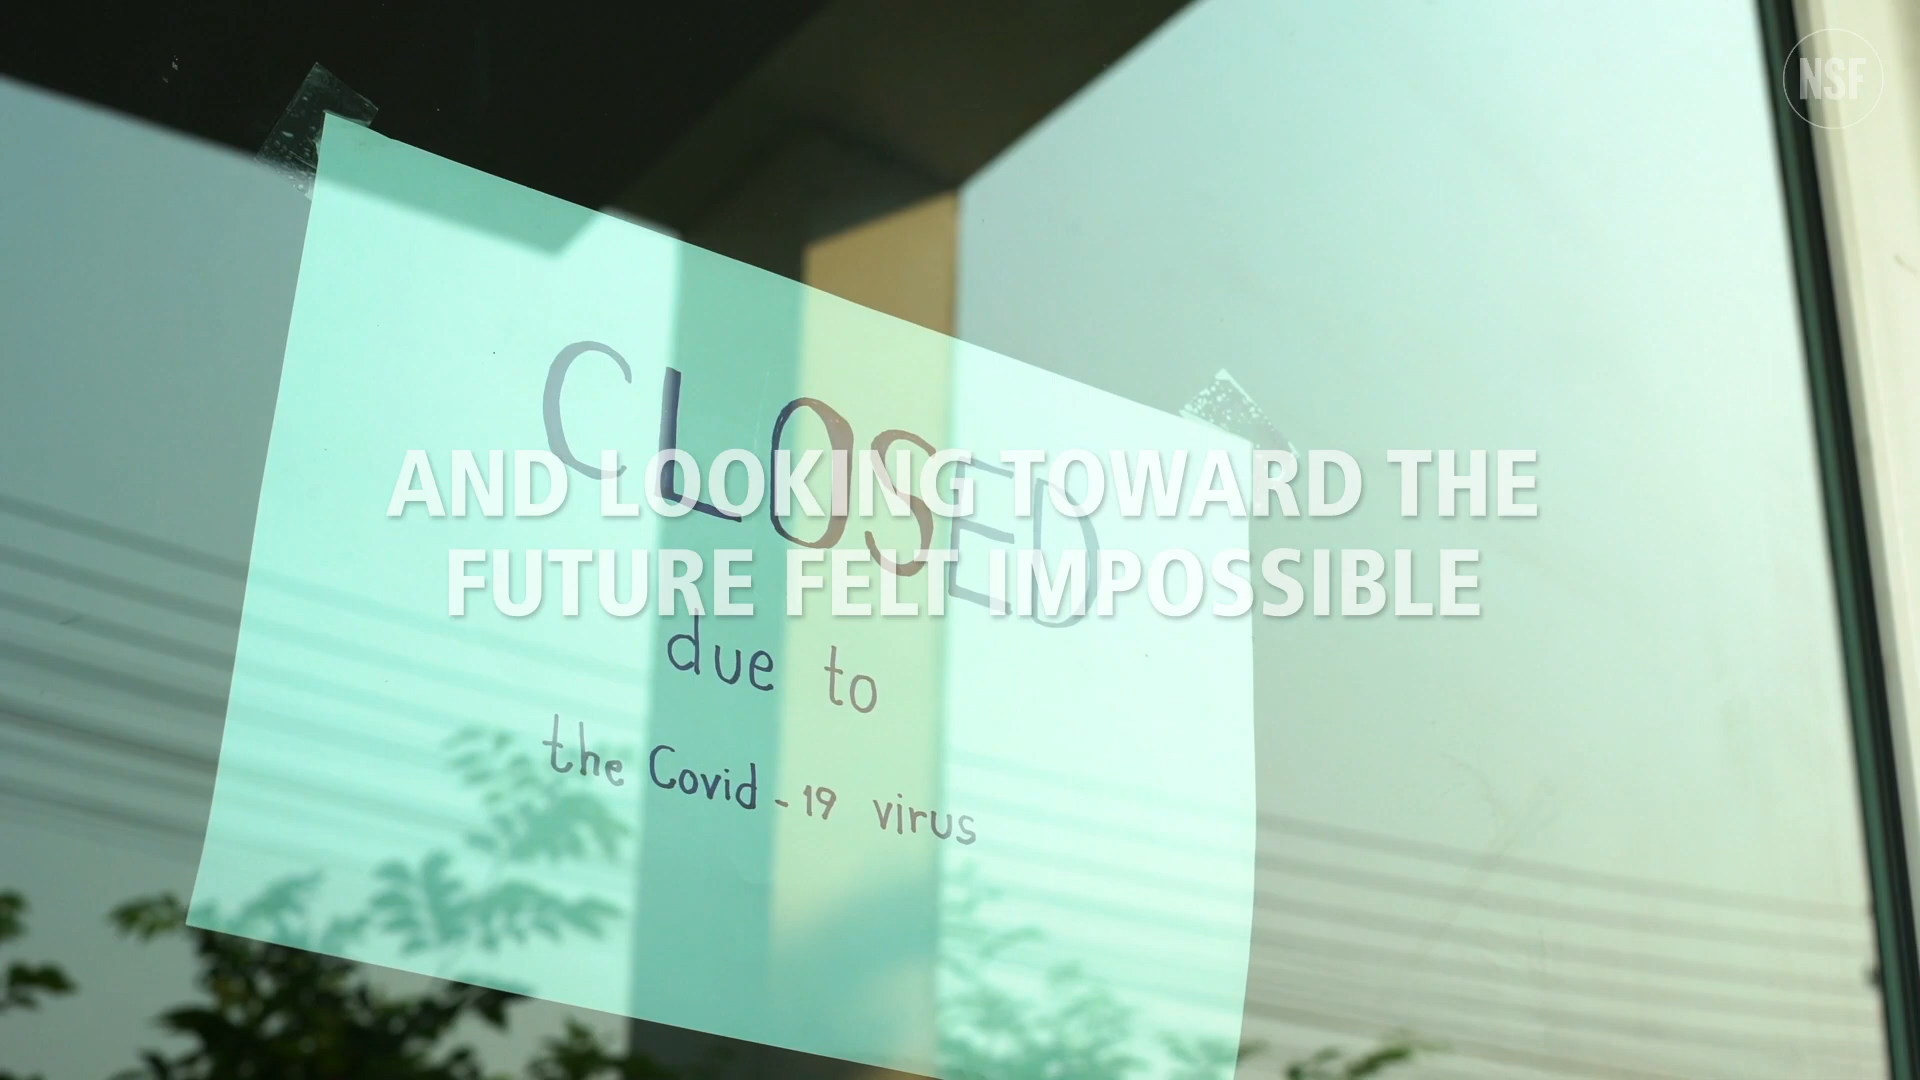 NSF
CLOSED
AND LOOKING TOWARD THE
FUTURE FELT IMPOSSIBLE
due to
the Covid-19 virus